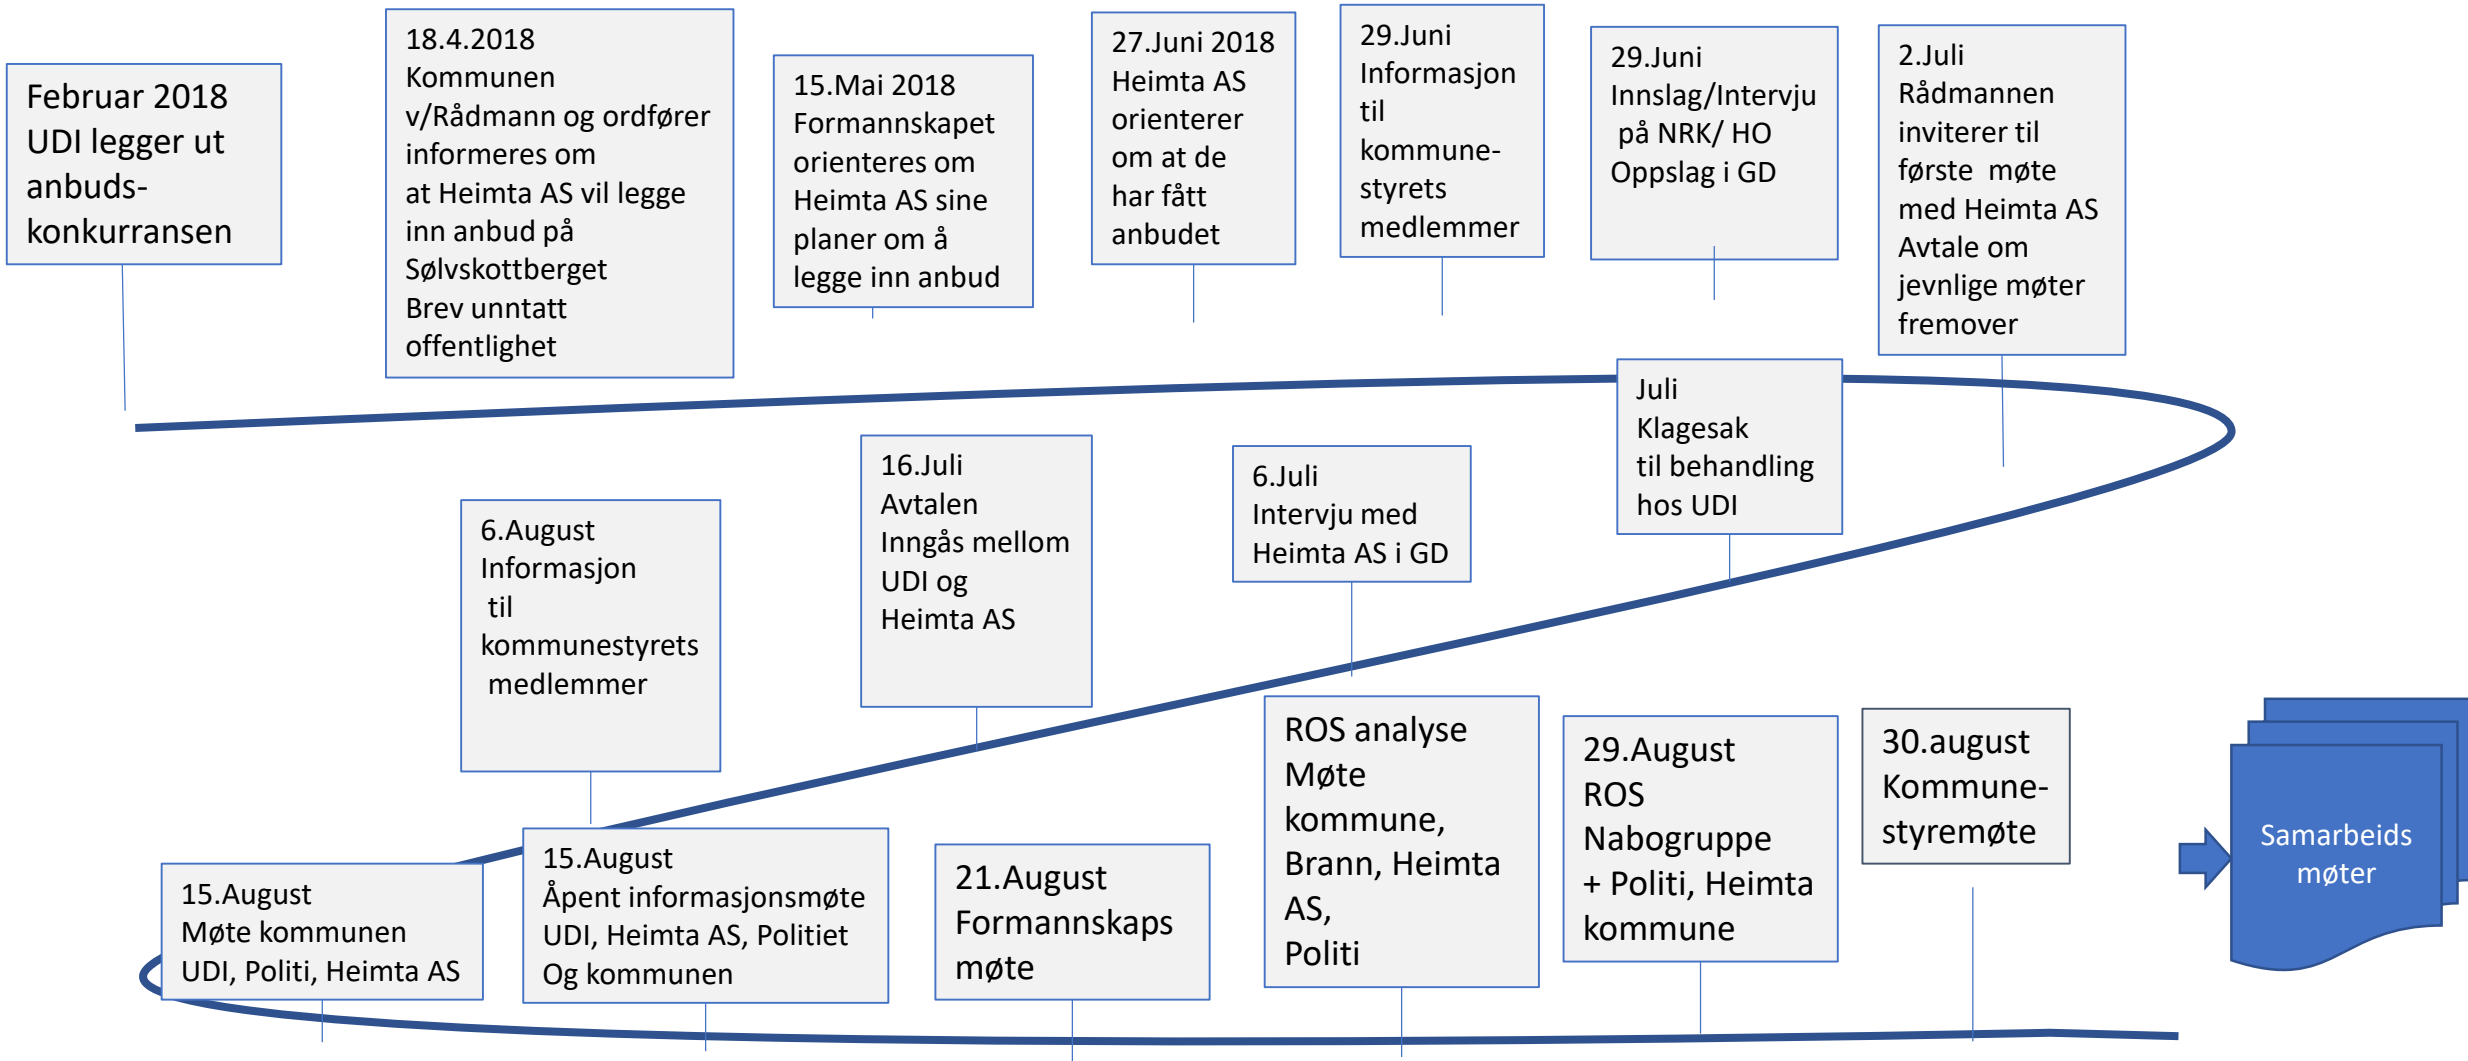 Februar 2018
UDI legger ut
anbuds-
konkurransen
18.4.2018
Kommunen
v/Rådmann og ordfører
informeres om
at Heimta AS vil legge
inn anbud på
Sølvskottberget
Brev unntatt
offentlighet
15.Mai 2018
Formannskapet
orienteres om
Heimta AS sine
planer om å
legge inn anbud
27.Juni 2018
Heimta AS
orienterer
om at de
har fått
anbudet
29.Juni
Informasjon
til
kommune-
styrets
medlemmer
29.Juni
Innslag/Intervju
på NRK/ HO
Oppslag i GD
2.Juli
Rådmannen
inviterer til
første  møte
med Heimta AS
Avtale om
jevnlige møter
fremover
Juli
Klagesak
til behandling
hos UDI
6.Juli
Intervju med
Heimta AS i GD
16.Juli
Avtalen
Inngås mellom
UDI og
Heimta AS
6.August
Informasjon
til
kommunestyrets
medlemmer
15.August
Møte kommunen
UDI, Politi, Heimta AS
15.August
Åpent informasjonsmøte
UDI, Heimta AS, Politiet
Og kommunen
21.August
Formannskaps
møte
ROS analyse
Møte
kommune,
Brann, Heimta
AS,
Politi
29.August
ROS
Nabogruppe
+ Politi, Heimta
kommune
30.august
Kommune-
styremøte
Samarbeids
møter